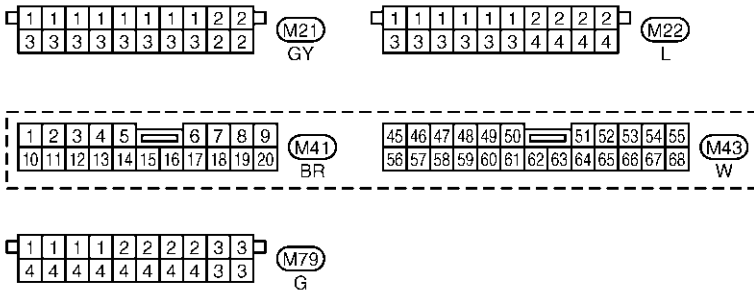 1 1 1 1 1 1 1 1 2 2
3 3 3 3 3 3 3 3 2 2
M21
GY
1 1 1 1 1 1 2 2 2 2
3 3 3 3 3 3 4 4 4 4
M22
L
1 2 3 4 5 6 7 8 9
10 11 12 13 14 15 16 17 18 19 20
M41
BR
45 46 47 48 49 50 51 52 53 54 55
56 57 58 59 60 61 62 63 64 65 66 67 68
M43
W
1 1 1 1 2 2 2 2 3 3
4 4 4 4 4 4 4 4 3 3
M79
G